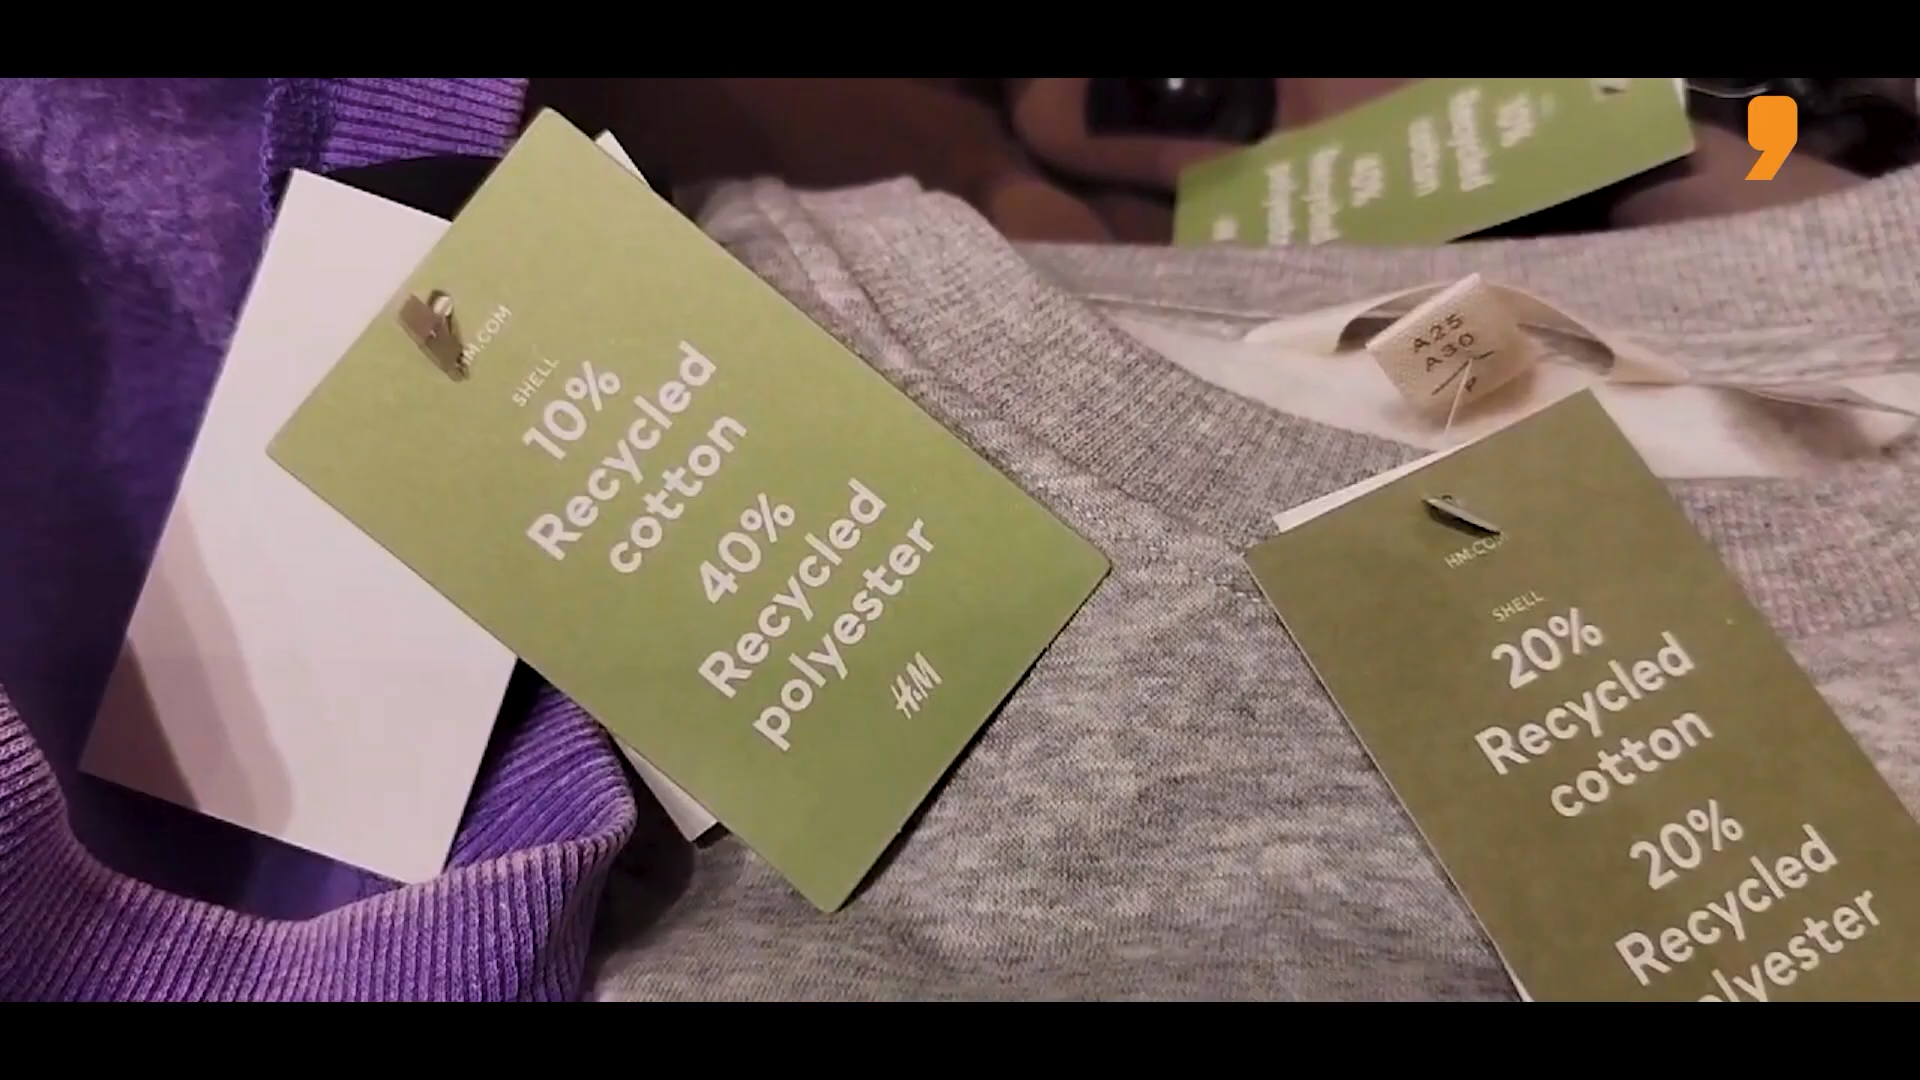 HM.COM
SHELL
10%
Recycled
cotton
40%
Recycled
polyester
H&M
A25
A30
P
HM.COM
SHELL
20%
Recycled
cotton
20%
Recycled
polyester